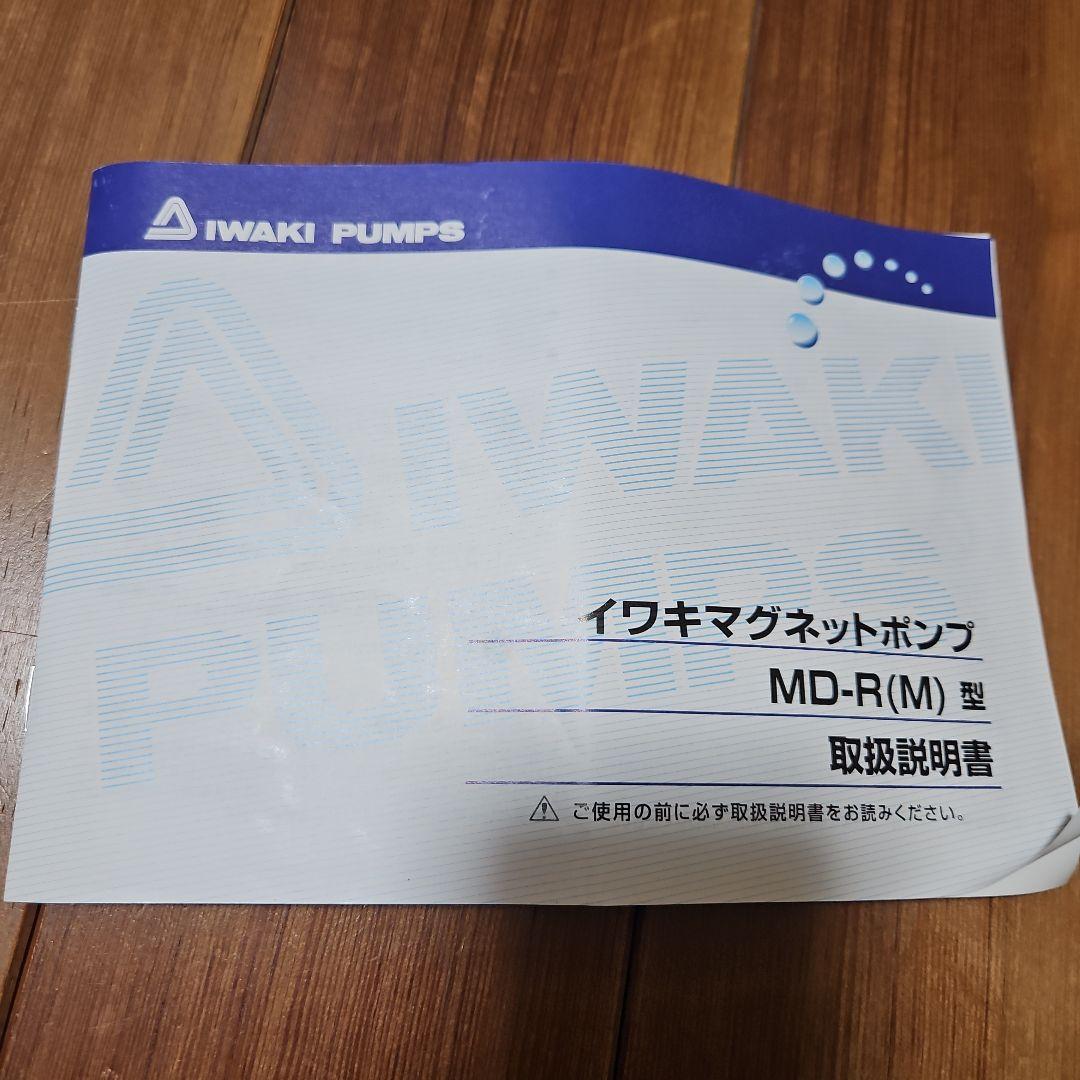 IWAKI PUMPS
IWAKI
PUMPS
イワキマグネットポンプ
MD-R(M) 型
取扱説明書
ご使用の前に必ず取扱説明書をお読みください。